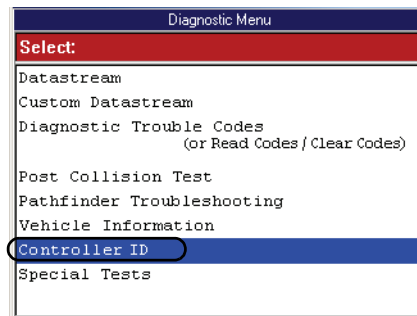 Diagnostic Menu
Select:
Datastream
Custom Datastream
Diagnostic Trouble Codes
(or Read Codes / Clear Codes)
Post Collision Test
Pathfinder Troubleshooting
Vehicle Information
Controller ID
Special Tests